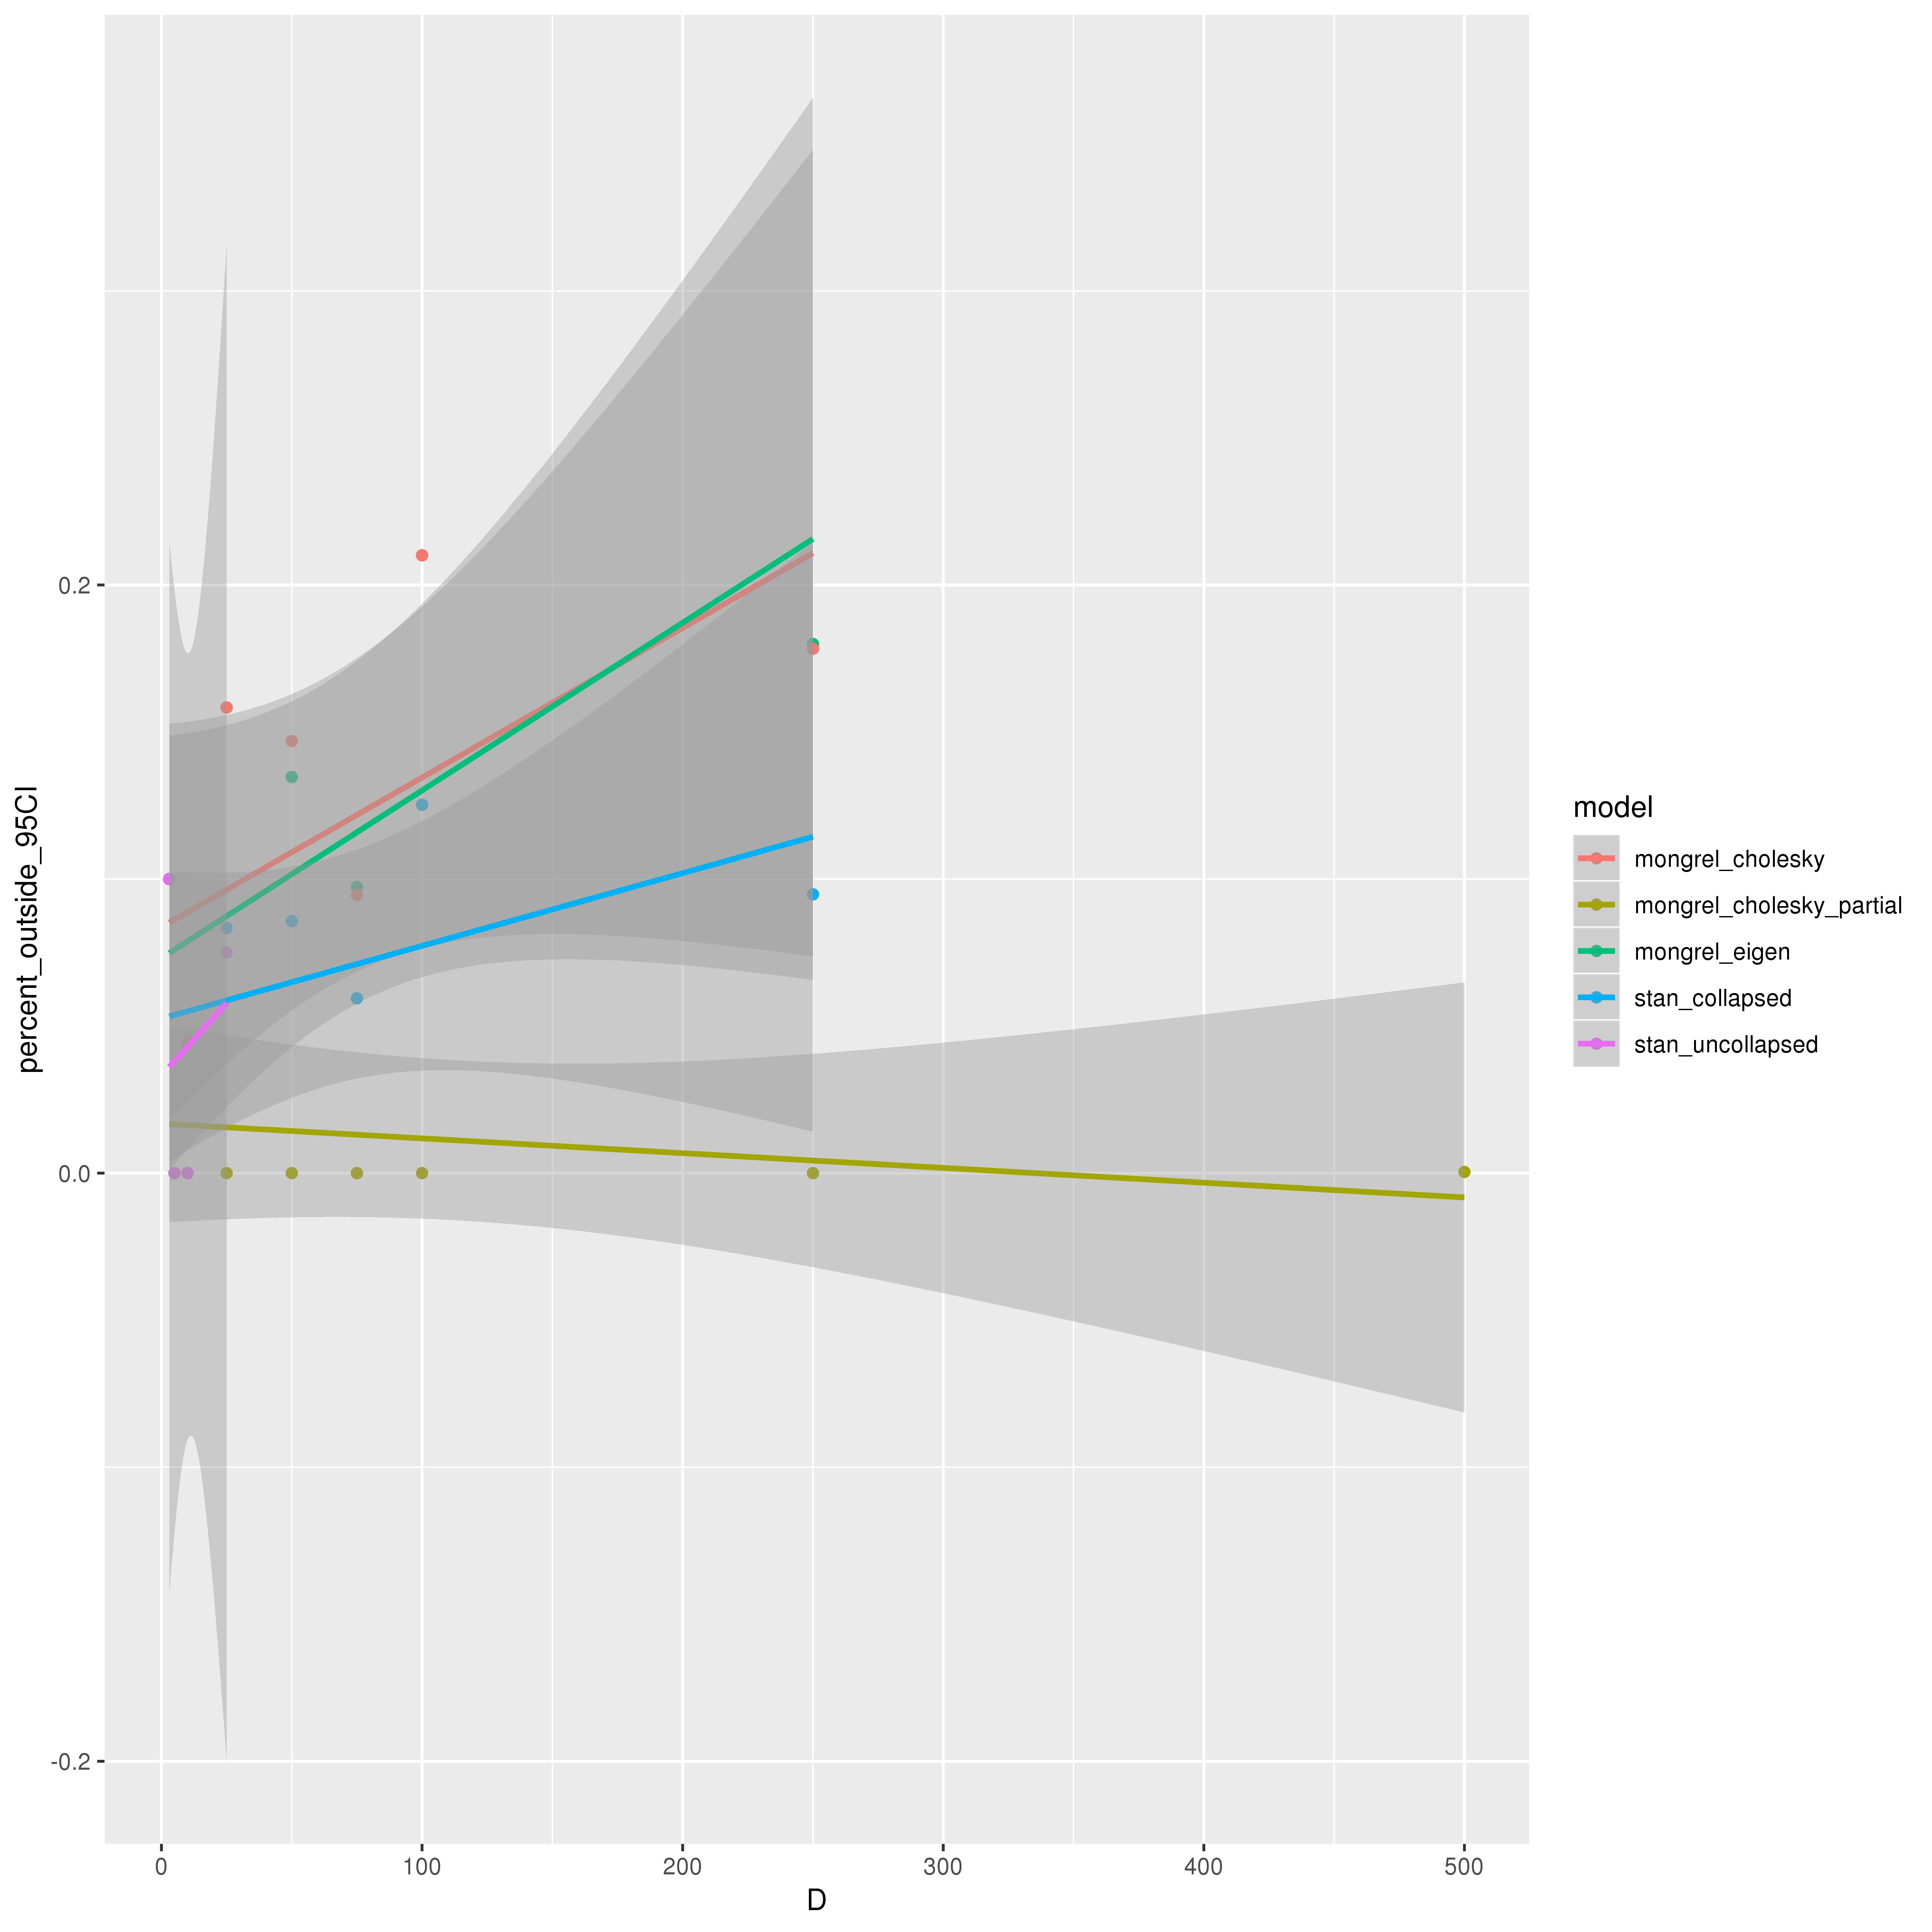 percent_outside_95CI
0.2
0.0
-0.2
0 100 200 300 400 500
D
model
mongrel_cholesky
mongrel_cholesky_partial
mongrel_eigen
stan_collapsed
stan_uncollapsed